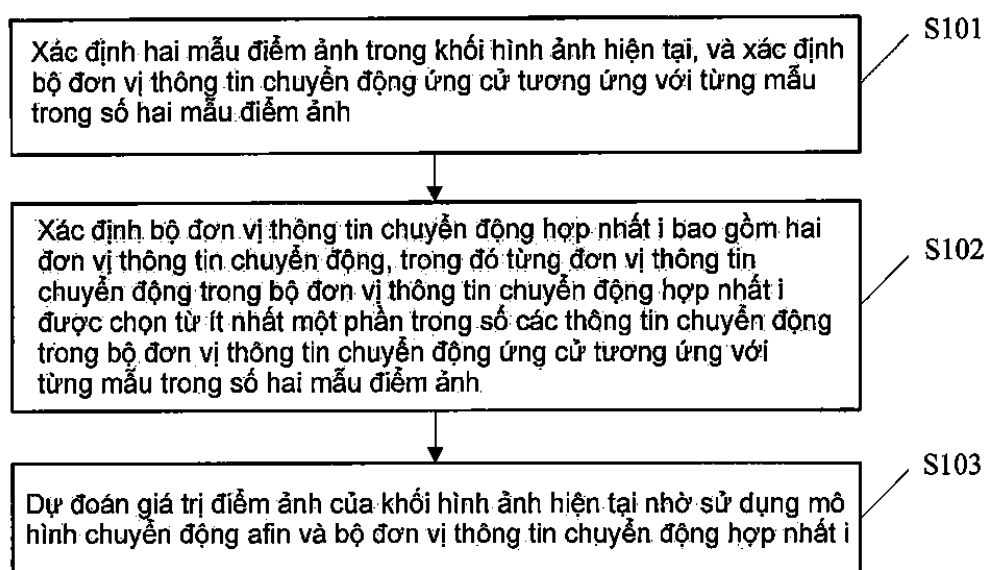 S101
Xác định hai mẫu điểm ảnh trong khối hình ảnh hiện tại, và xác định
bộ đơn vị thông tin chuyển động ứng cử tương ứng với từng mẫu
trong số hai mẫu điểm ảnh
S102
Xác định bộ đơn vị thông tin chuyển động hợp nhất i bao gồm hai
đơn vị thông tin chuyển động, trong đó từng đơn vị thông tin
chuyển động trong bộ đơn vị thông tin chuyển động hợp nhất i
được chọn từ ít nhất một phần trong số các thông tin chuyển động
trong bộ đơn vị thông tin chuyển động ứng cử tương ứng với
từng mẫu trong số hai mẫu điểm ảnh
S103
Dự đoán giá trị điểm ảnh của khối hình ảnh hiện tại nhờ sử dụng mô
hình chuyển động afin và bộ đơn vị thông tin chuyển động hợp nhất i